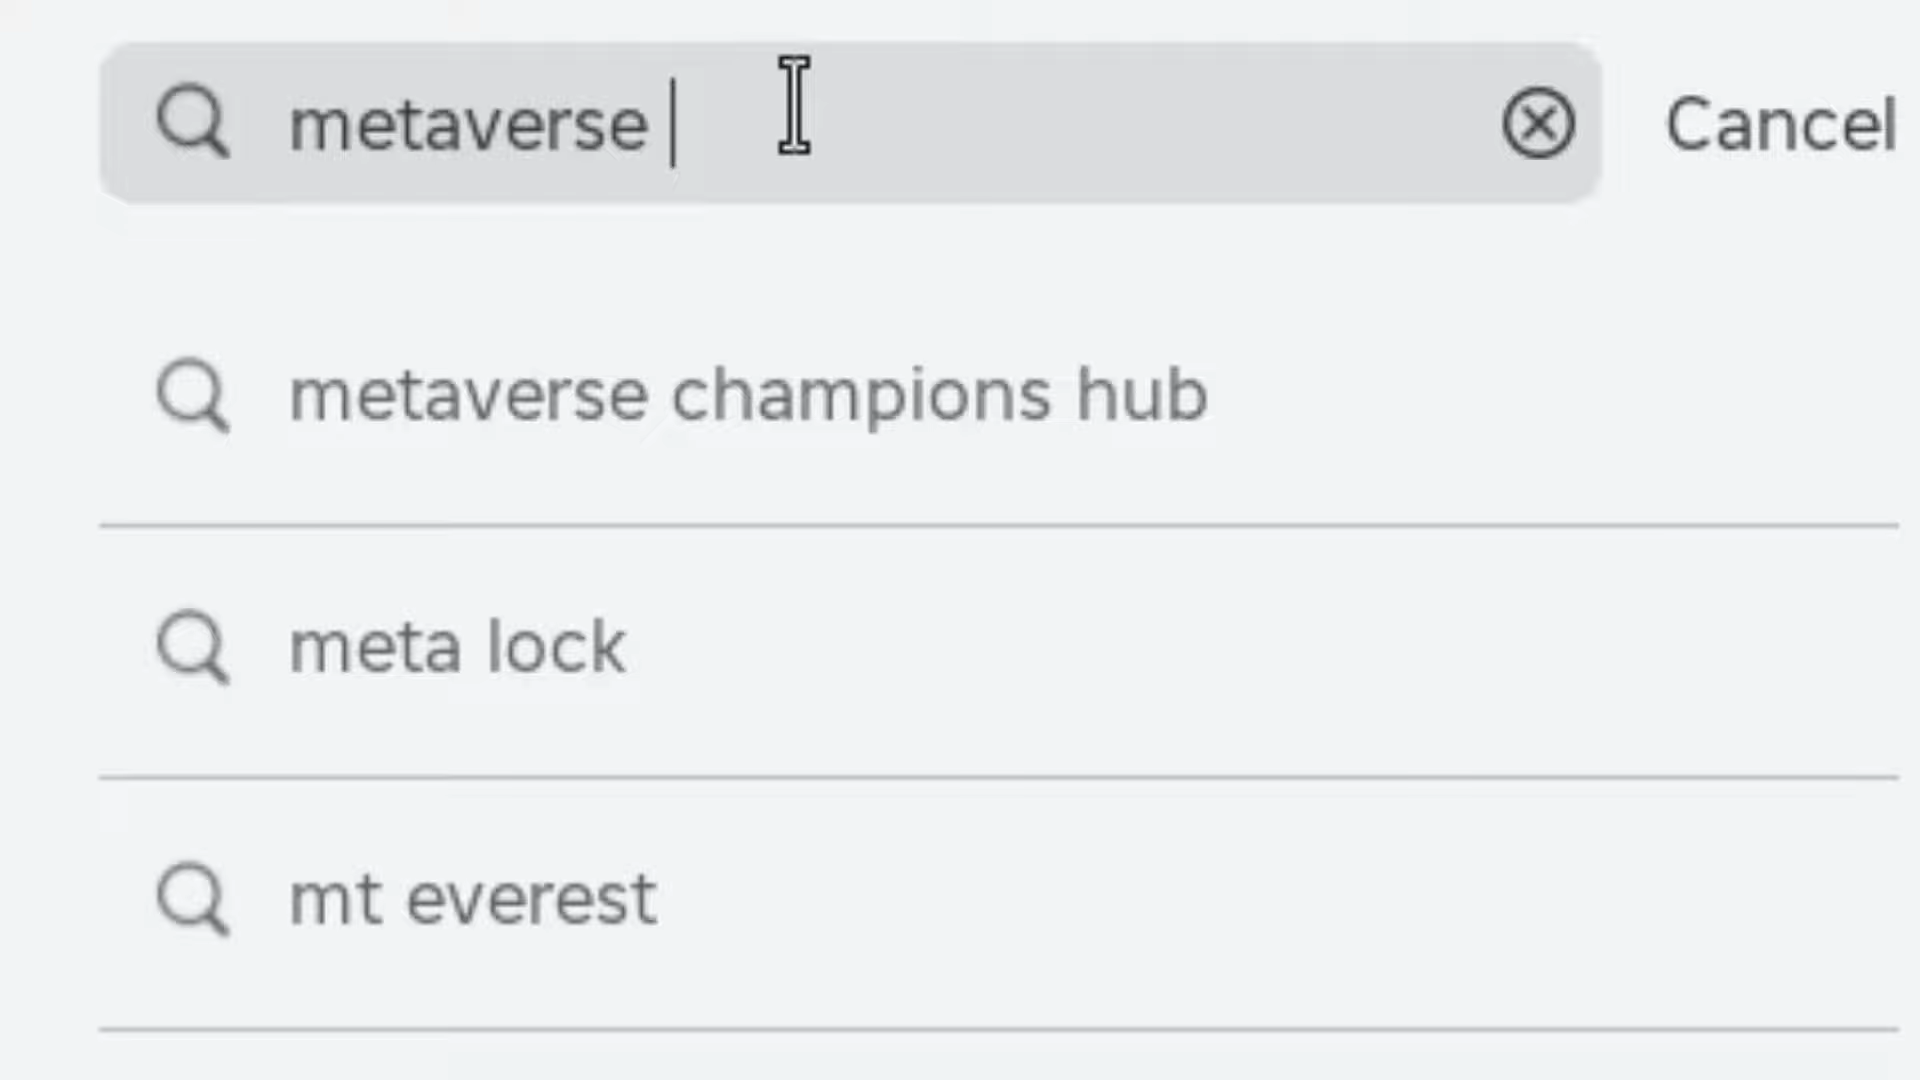 metaverse
Cancel
metaverse champions hub
meta lock
mt everest